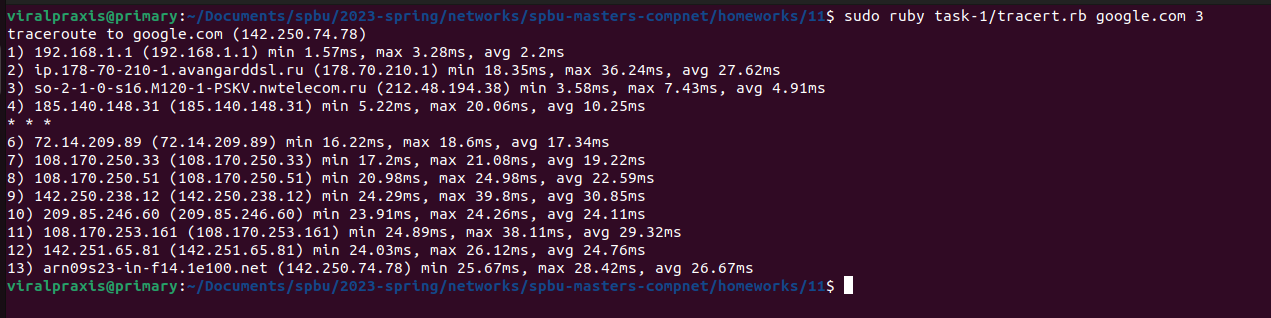 viralpraxis@primary:~/Documents/spbu/2023-spring/networks/spbu-masters-compnet/homeworks/11$ sudo ruby task-1/tracert.rb google.com 3
traceroute to google.com (142.250.74.78)
1) 192.168.1.1 (192.168.1.1) min 1.57ms, max 3.28ms, avg 2.2ms
2) ip.178-70-210-1.avangarddsl.ru (178.70.210.1) min 18.35ms, max 36.24ms, avg 27.62ms
3) so-2-1-0-s16.M120-1-PSKV.nwtelecom.ru (212.48.194.38) min 3.58ms, max 7.43ms, avg 4.91ms
4) 185.140.148.31 (185.140.148.31) min 5.22ms, max 20.06ms, avg 10.25ms
* * *
6) 72.14.209.89 (72.14.209.89) min 16.22ms, max 18.6ms, avg 17.34ms
7) 108.170.250.33 (108.170.250.33) min 17.2ms, max 21.08ms, avg 19.22ms
8) 108.170.250.51 (108.170.250.51) min 20.98ms, max 24.98ms, avg 22.59ms
9) 142.250.238.12 (142.250.238.12) min 24.29ms, max 39.8ms, avg 30.85ms
10) 209.85.246.60 (209.85.246.60) min 23.91ms, max 24.26ms, avg 24.11ms
11) 108.170.253.161 (108.170.253.161) min 24.89ms, max 38.11ms, avg 29.32ms
12) 142.251.65.81 (142.251.65.81) min 24.03ms, max 26.12ms, avg 24.76ms
13) arn09s23-in-f14.1e100.net (142.250.74.78) min 25.67ms, max 28.42ms, avg 26.67ms
viralpraxis@primary:~/Documents/spbu/2023-spring/networks/spbu-masters-compnet/homeworks/11$